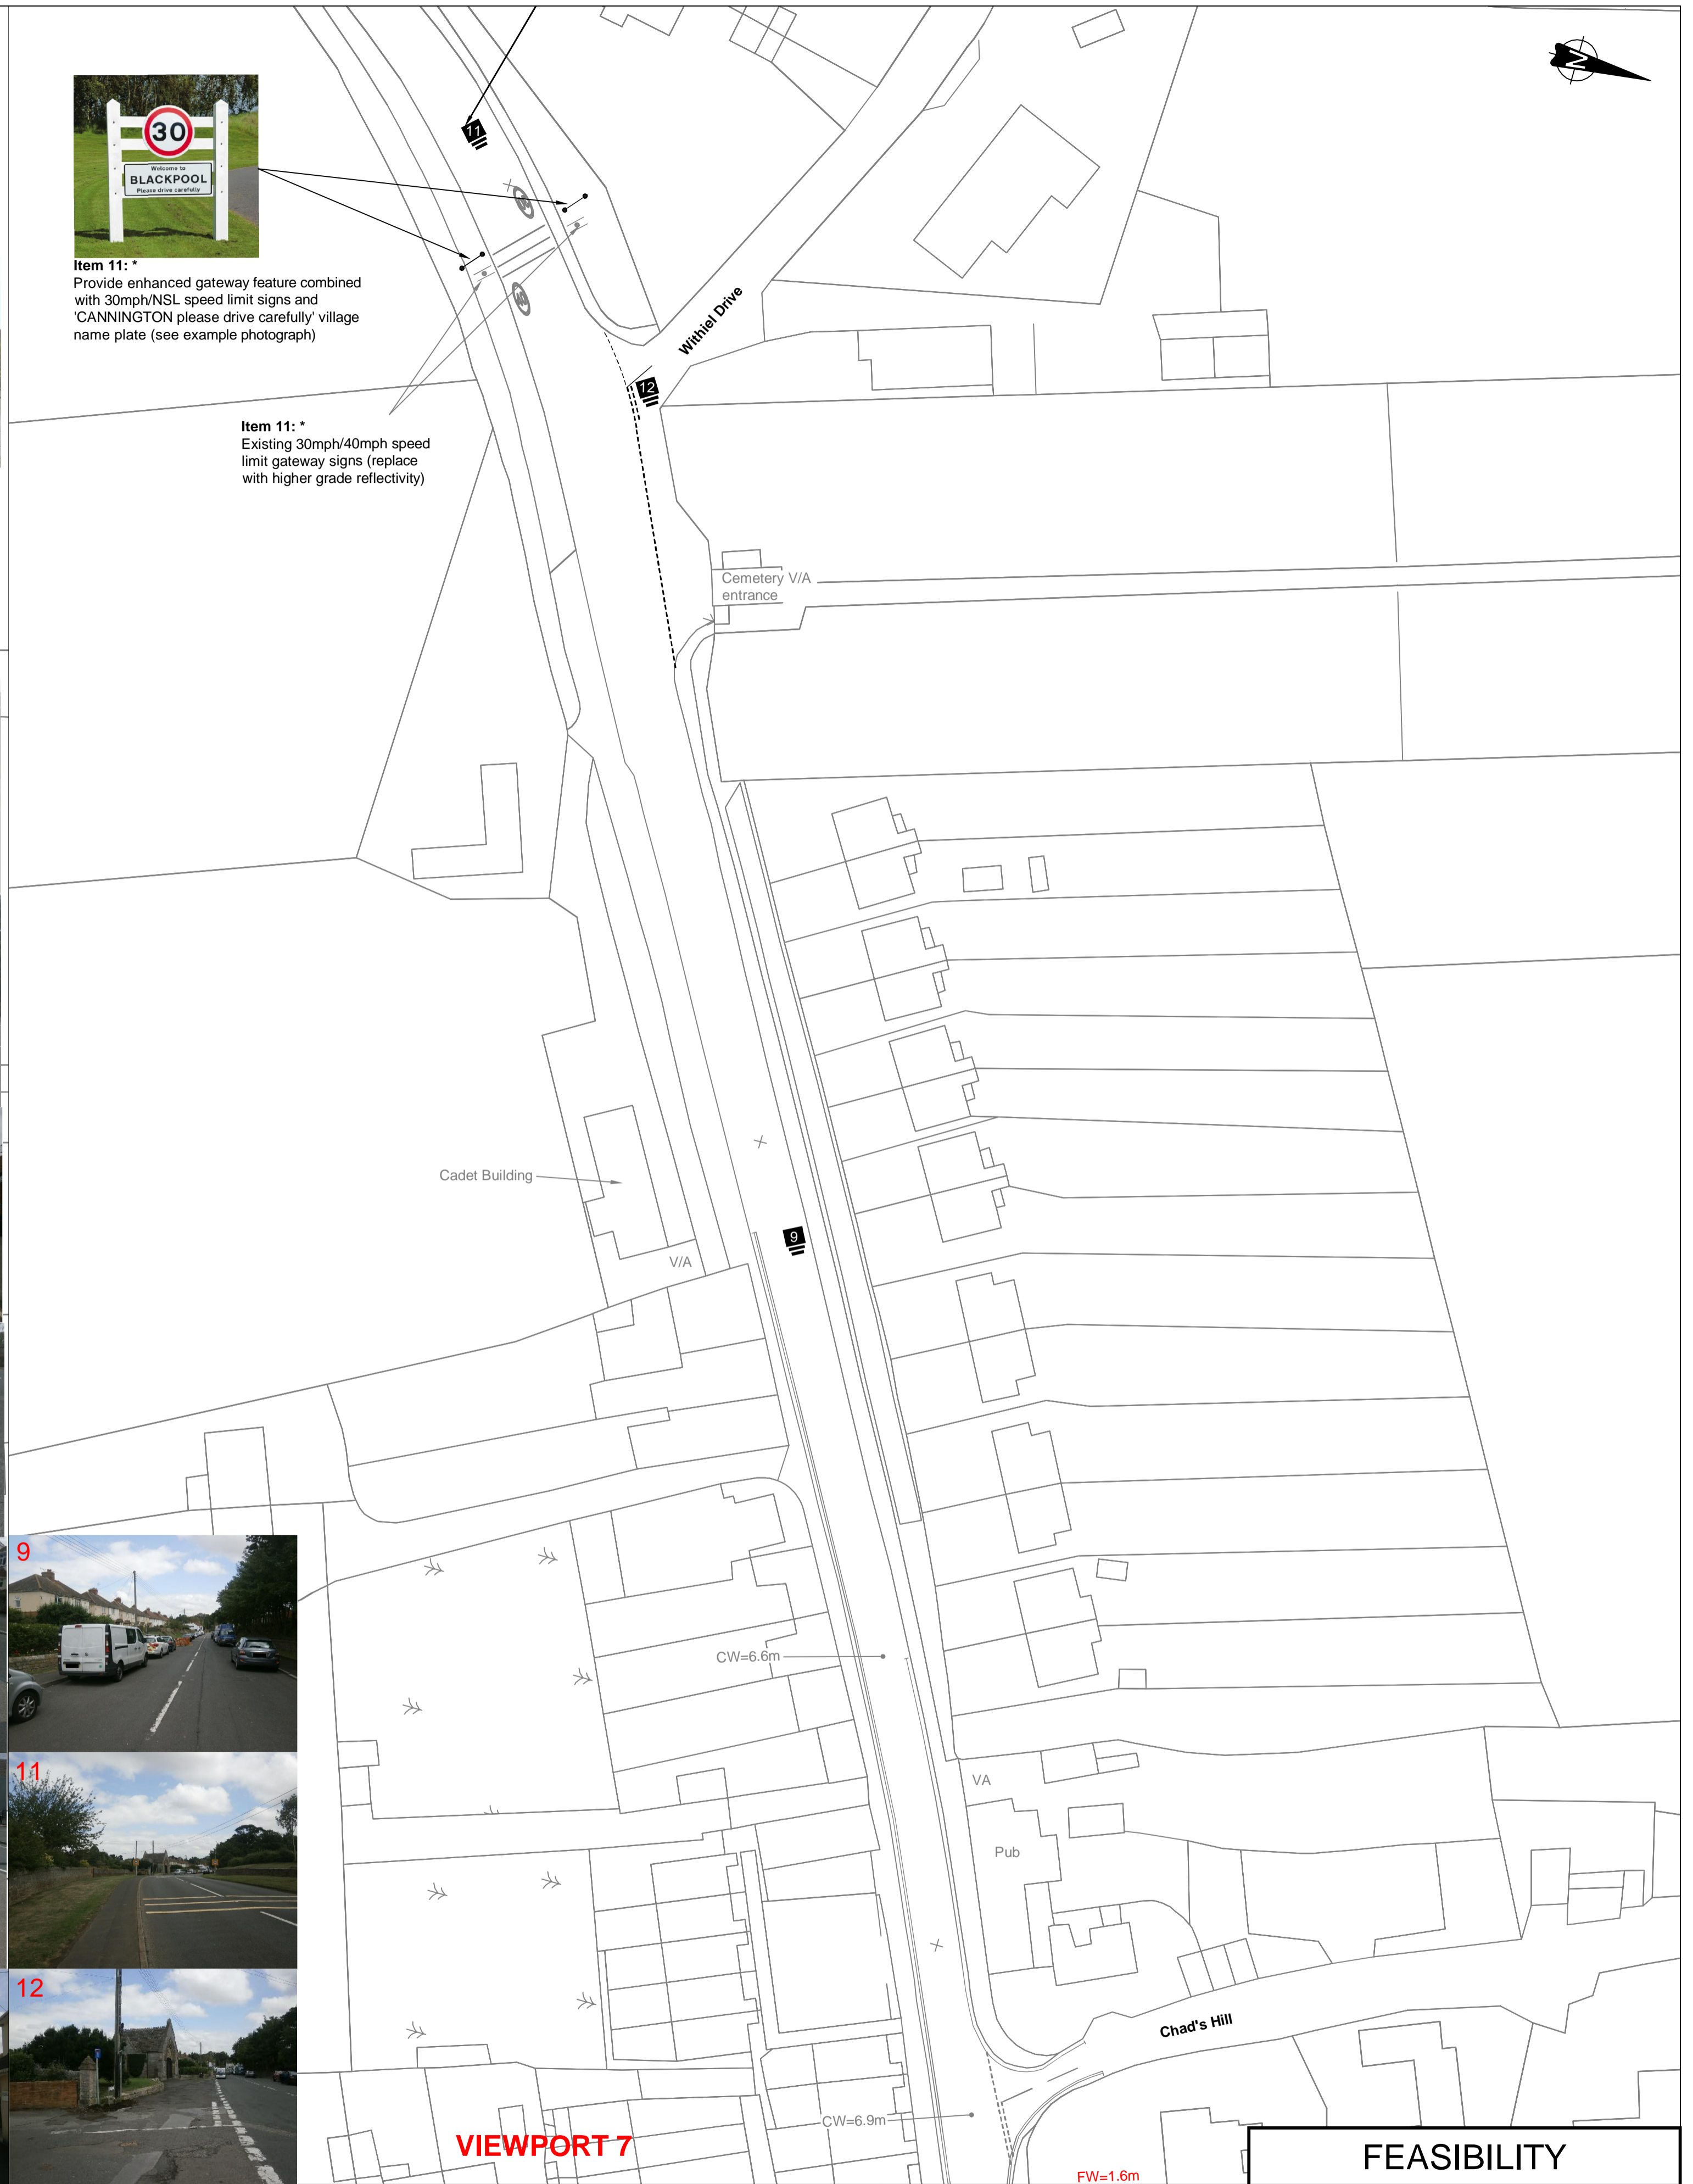 30
Welcome to
BLACKPOOL
Please drive carefully
Item 11: *
Provide enhanced gateway feature combined
with 30mph/NSL speed limit signs and
'CANNINGTON please drive carefully' village
name plate (see example photograph)
11
N
40
Withiel Drive
12
Item 11: *
Existing 30mph/40mph speed
limit gateway signs (replace
with higher grade reflectivity)
Cemetery V/A
entrance
Cadet Building
9
V/A
9
CW=6.6m
11
VA
Pub
12
Chad's Hill
CW=6.9m
VIEWPORT 7
FW=1.6m
FEASIBILITY